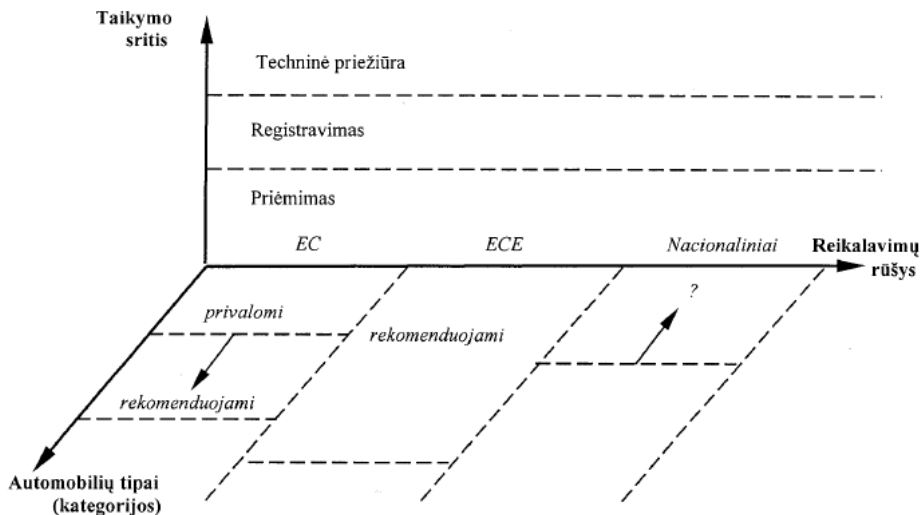 Taikymo
sritis
Techninė priežiūra
Registravimas
Priėmimas
EC
ECE
Nacionaliniai
Reikalavimų
rūšys
privalomi
rekomenduojami
?
rekomenduojami
Automobilių tipai
(kategorijos)